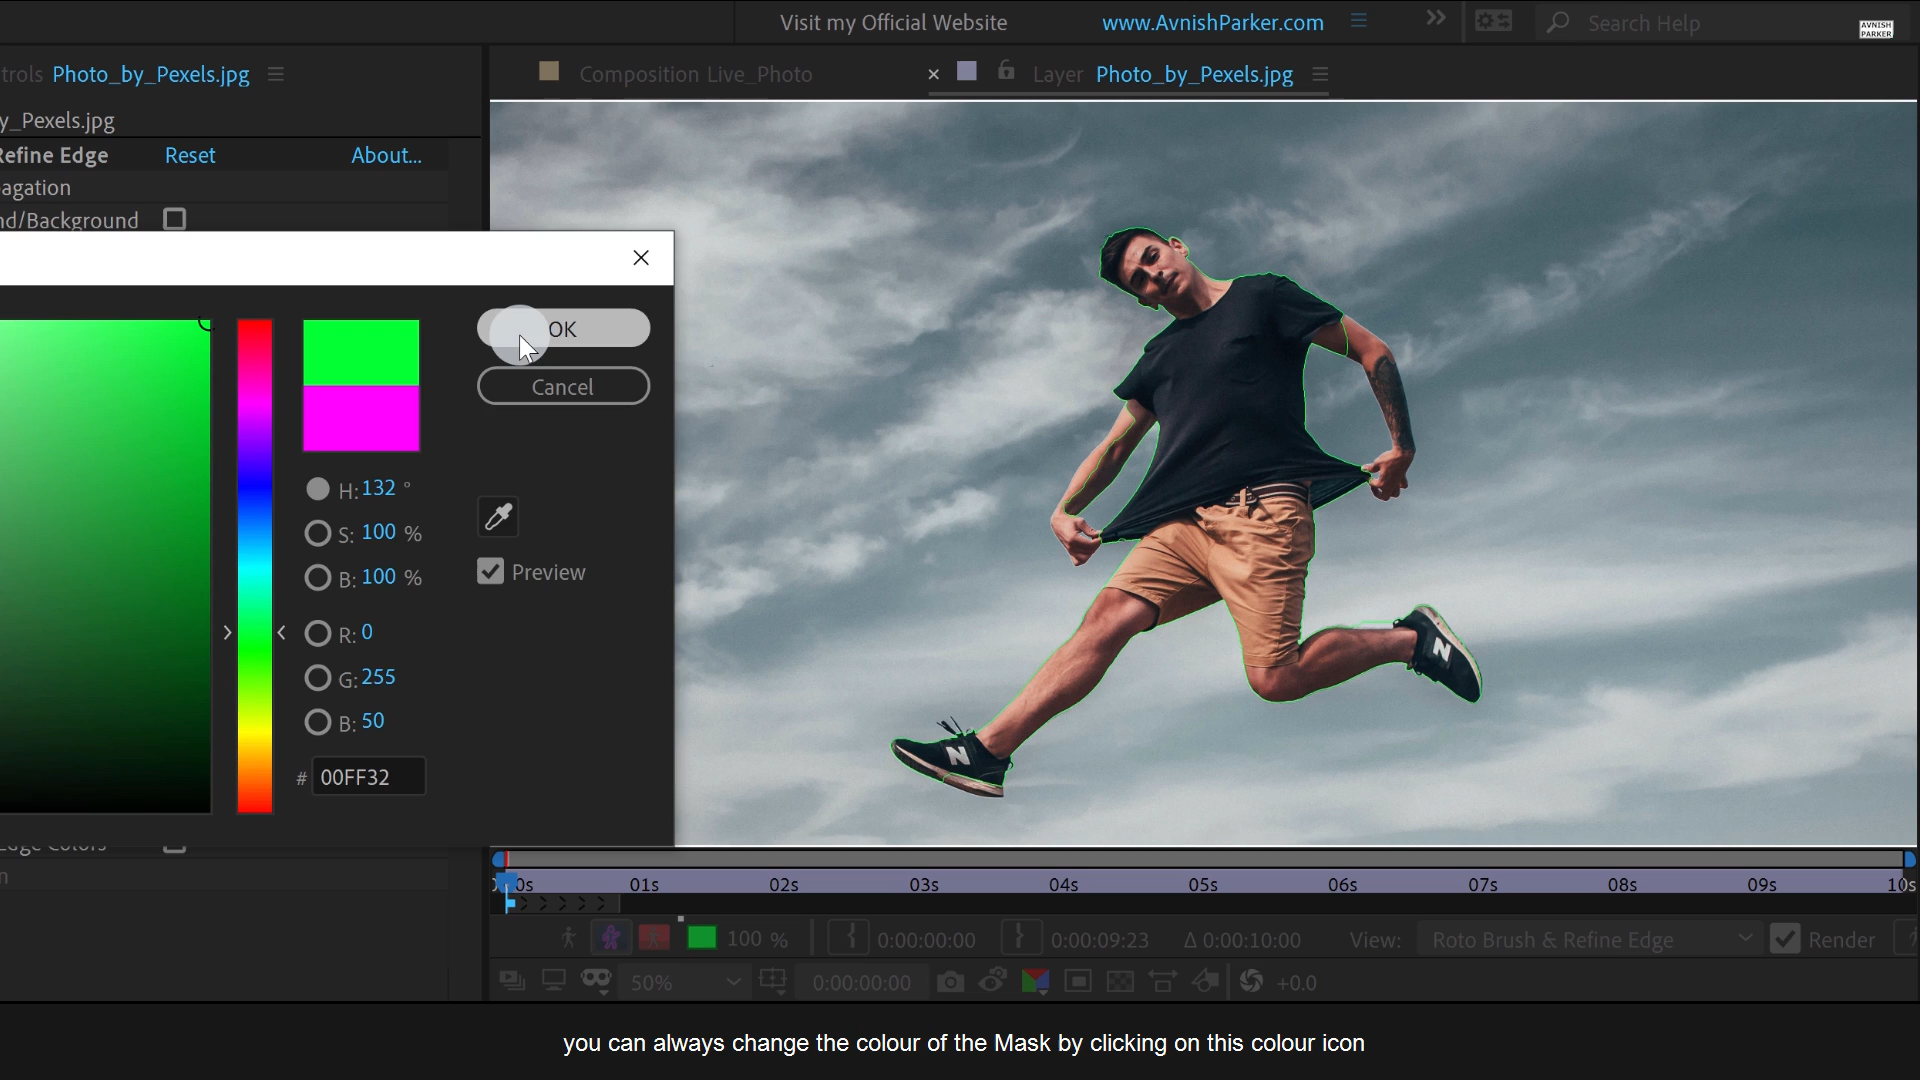 Visit my Official Website
www.AvnishParker.com
Search Help
AVNISH
PARKER
trols Photo_by_Pexels.jpg
Composition Live_Photo
Layer Photo_by_Pexels.jpg
y_Pexels.jpg
Refine Edge
Reset
About...
agation
nd/Background
OK
Cancel
H: 132 °
S: 100 %
B: 100 %
Preview
R: 0
G: 255
B: 50
# 00FF32
N
N
Edge Colors
n
0s 01s 02s 03s 04s 05s 06s 07s 08s 09s 10s
100 %
0:00:00:00
0:00:09:23
Δ 0:00:10:00
View:
Roto Brush & Refine Edge
Render
50%
0:00:00:00
+0.0
you can always change the colour of the Mask by clicking on this colour icon